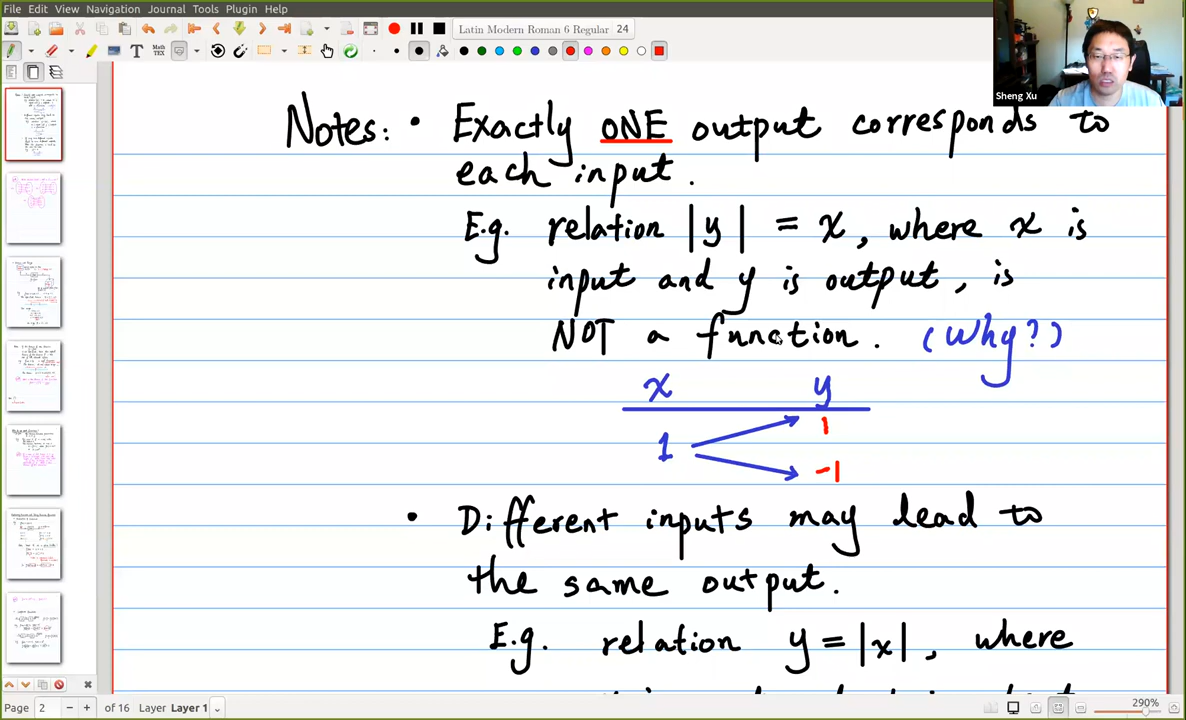 File Edit View Navigation Journal Tools Plugin Help
Latin Modern Roman 6 Regular 24
Sheng Xu
Notes: • Exactly ONE output corresponds to
each input.
E.g. relation |y| = x, where x is
input and y is output, is
NOT a function. (Why?)
x y
1 1
-1
• Different inputs may lead to
the same output.
E.g. relation y = |x|, where
Page 2 of 16 Layer Layer 1 290%